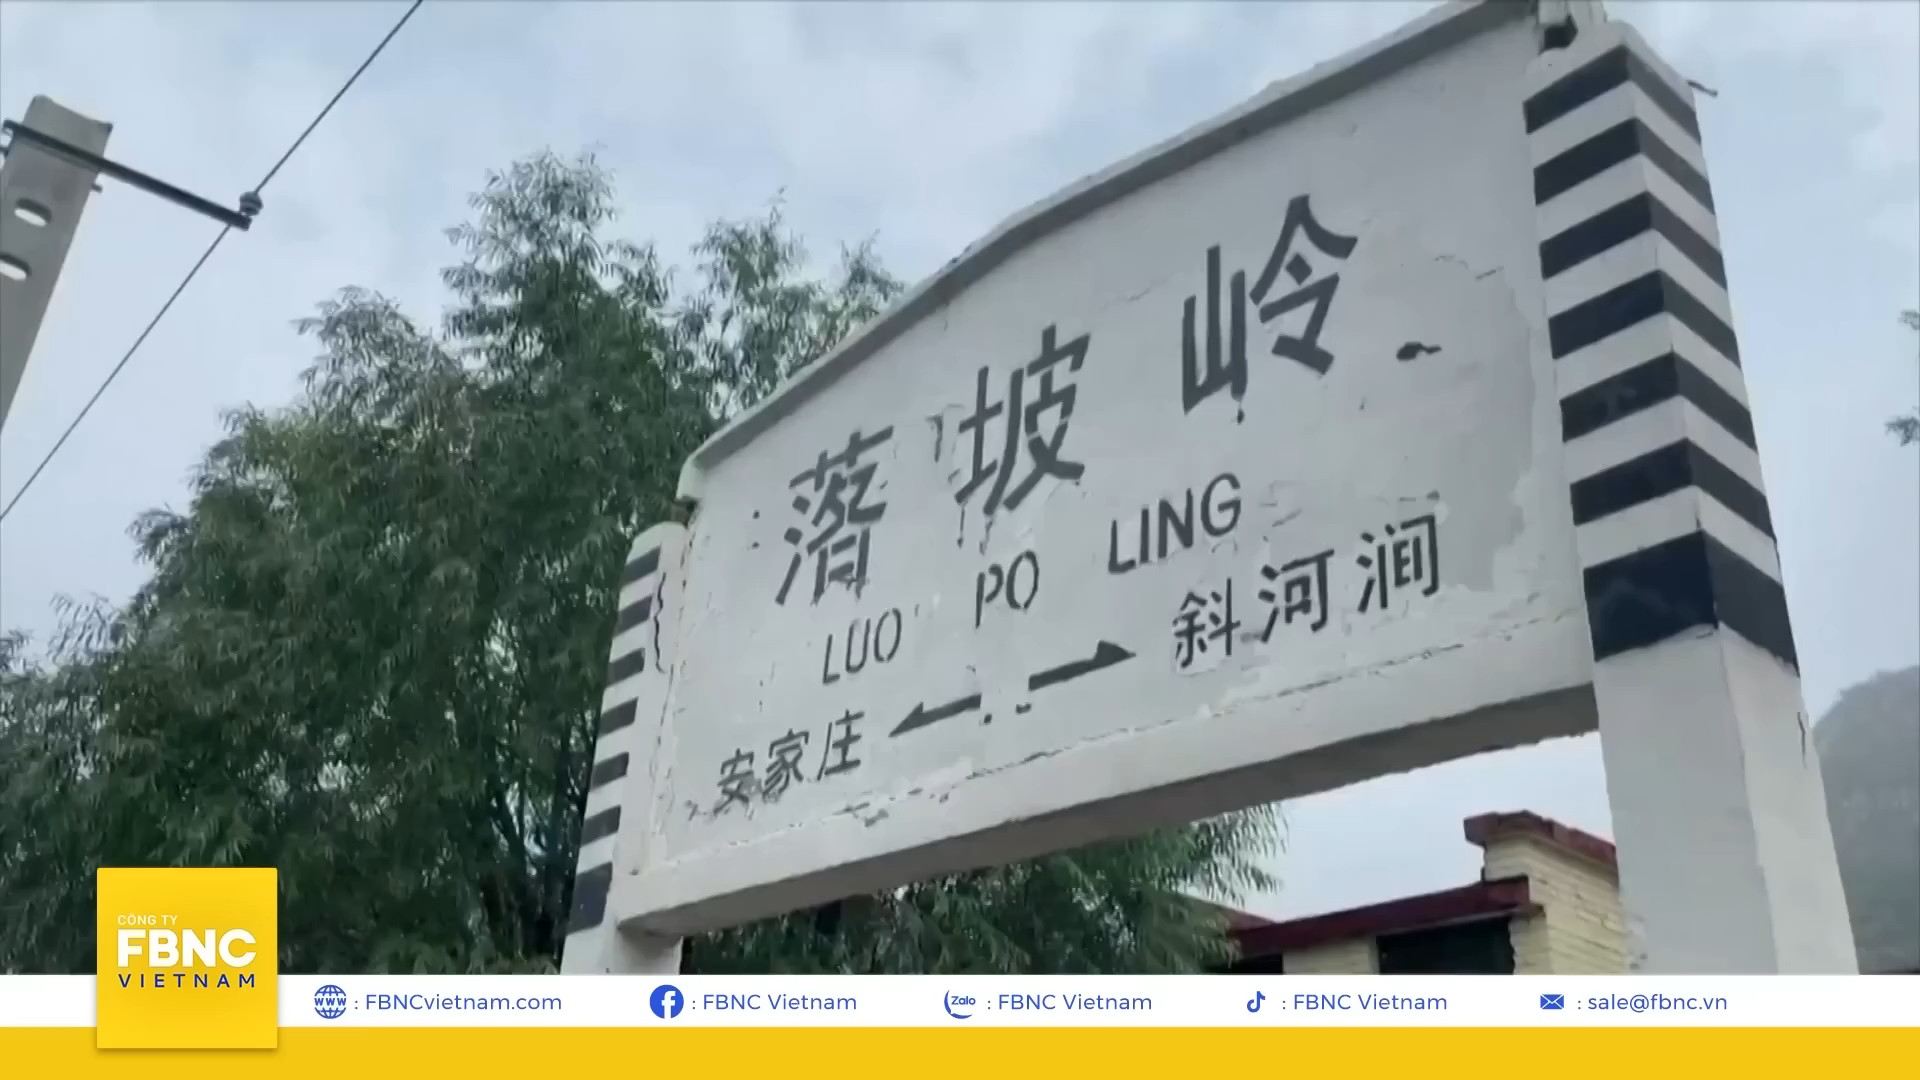 落坡岭
LUO PO LING
安家庄
斜河涧
CÔNG TY
FBNC
VIETNAM
WWW : FBNCvietnam.com
: FBNC Vietnam
Zalo : FBNC Vietnam
: FBNC Vietnam
: sale@fbnc.vn